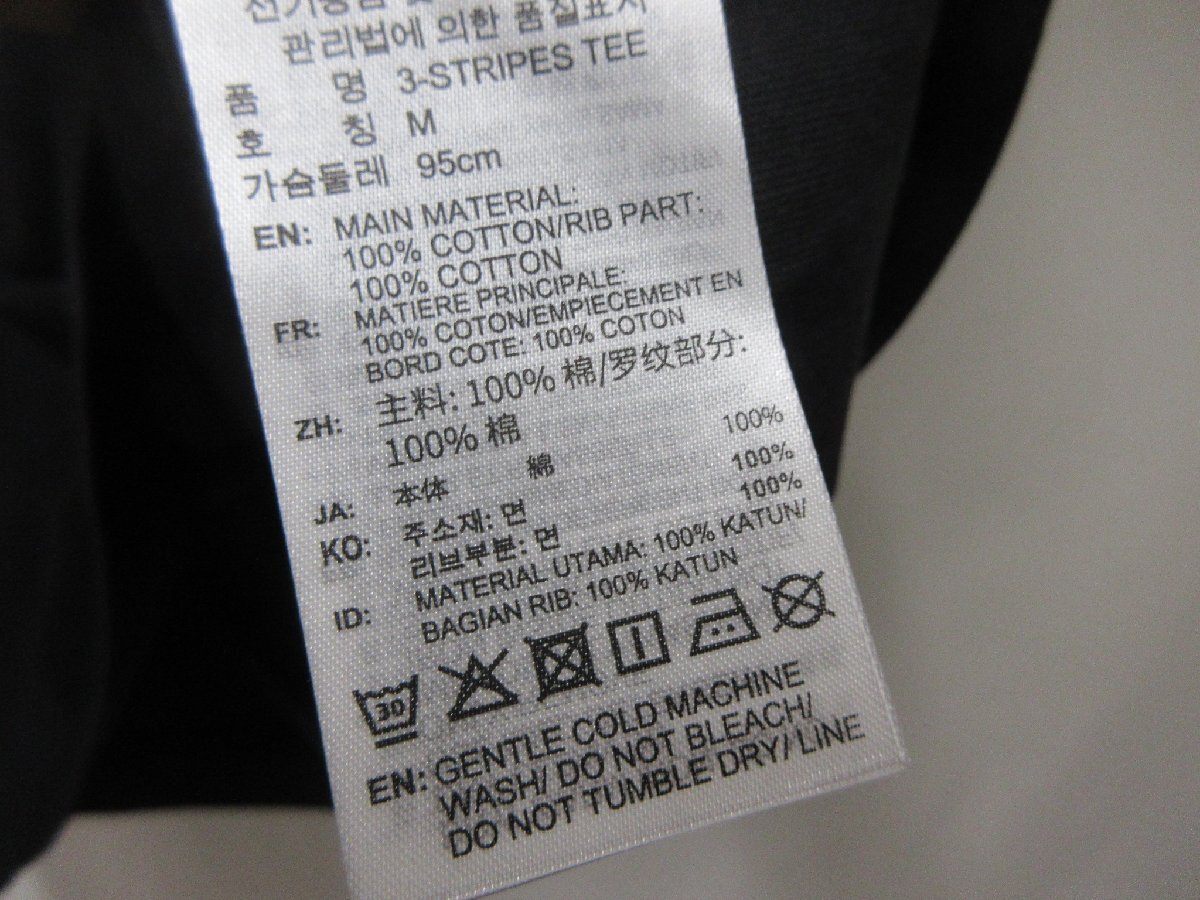 관리법에 의한 품질표시
품 명 3-STRIPES TEE
호 칭 M
가슴둘레 95cm
EN: MAIN MATERIAL:
100% COTTON/RIB PART:
100% COTTON
FR: MATIERE PRINCIPALE:
100% COTON/EMPIECEMENT EN
BORD COTE: 100% COTON
ZH: 主料: 100% 棉/罗纹部分:
100% 棉
JA: 本体 綿 100%
KO: 주소재: 면 100%
리브부분: 면 100%
ID: MATERIAL UTAMA: 100% KATUN/
BAGIAN RIB: 100% KATUN
30
EN: GENTLE COLD MACHINE
WASH/ DO NOT BLEACH/
DO NOT TUMBLE DRY/ LINE